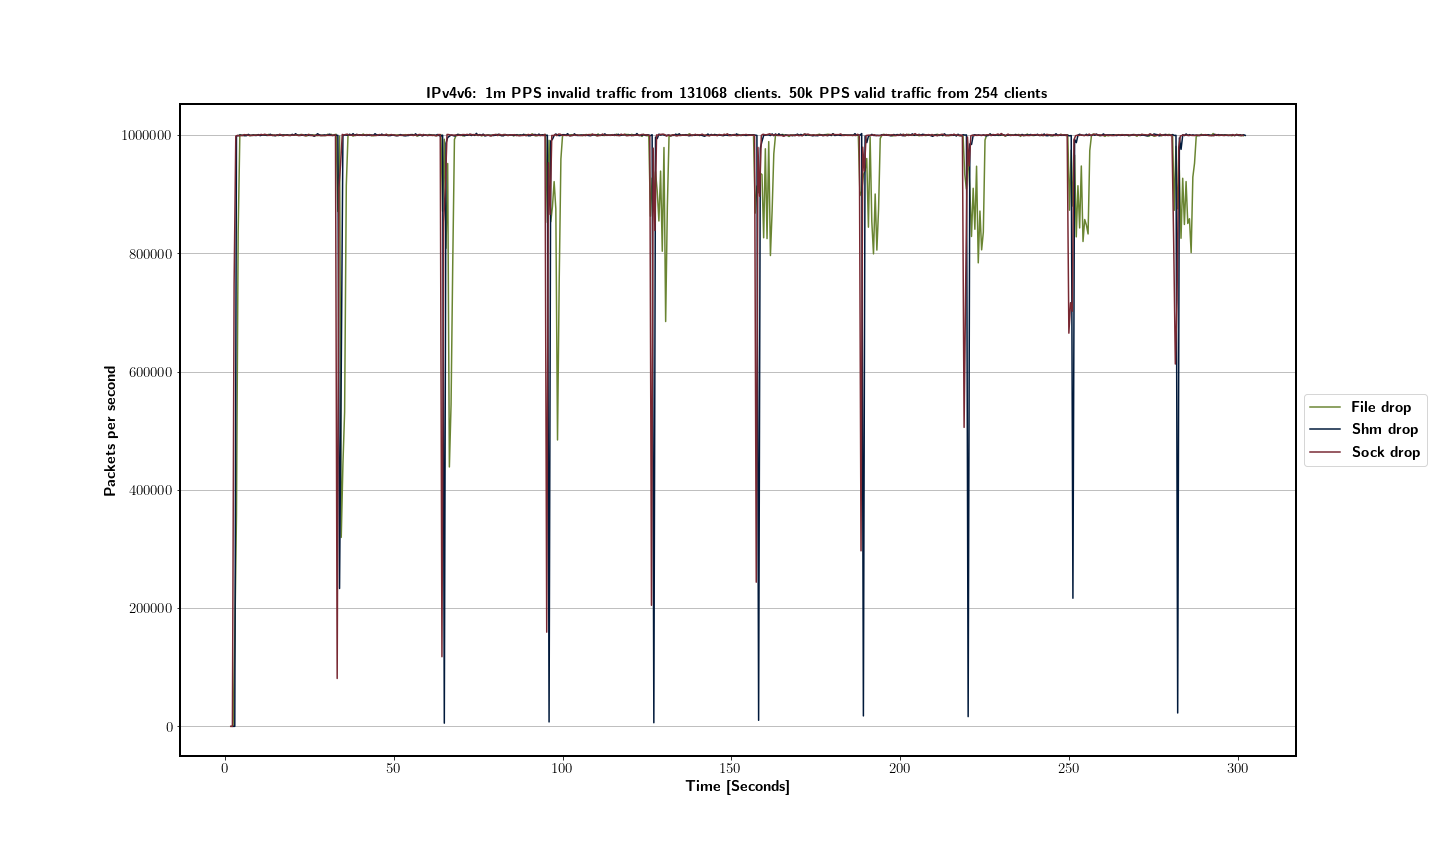 IPv4v6: 1m PPS invalid traffic from 131068 clients. 50k PPS valid traffic from 254 clients
1000000
800000
600000
400000
200000
0
Packets per second
0 50 100 150 200 250 300
Time [Seconds]
File drop
Shm drop
Sock drop